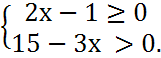 2x − 1 ≥ 0
15 − 3x > 0.